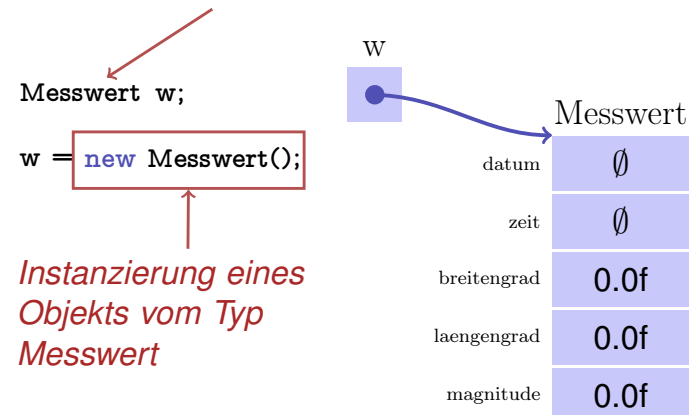 Messwert w;
w = new Messwert();
Instanzierung eines
Objekts vom Typ
Messwert
w
Messwert
datum ∅
zeit ∅
breitengrad 0.0f
laengengrad 0.0f
magnitude 0.0f